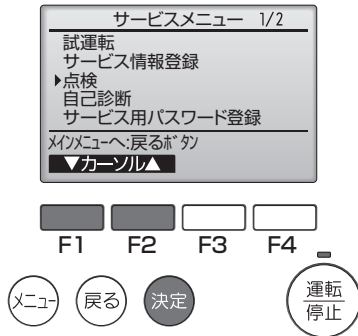 サービスメニュー 1/2
試運転
サービス情報登録
▶点検
自己診断
サービス用パスワード登録
メインメニューへ:戻るボタン
▼カーソル▲
F1 F2 F3 F4
メニュー 戻る 決定 運転
停止